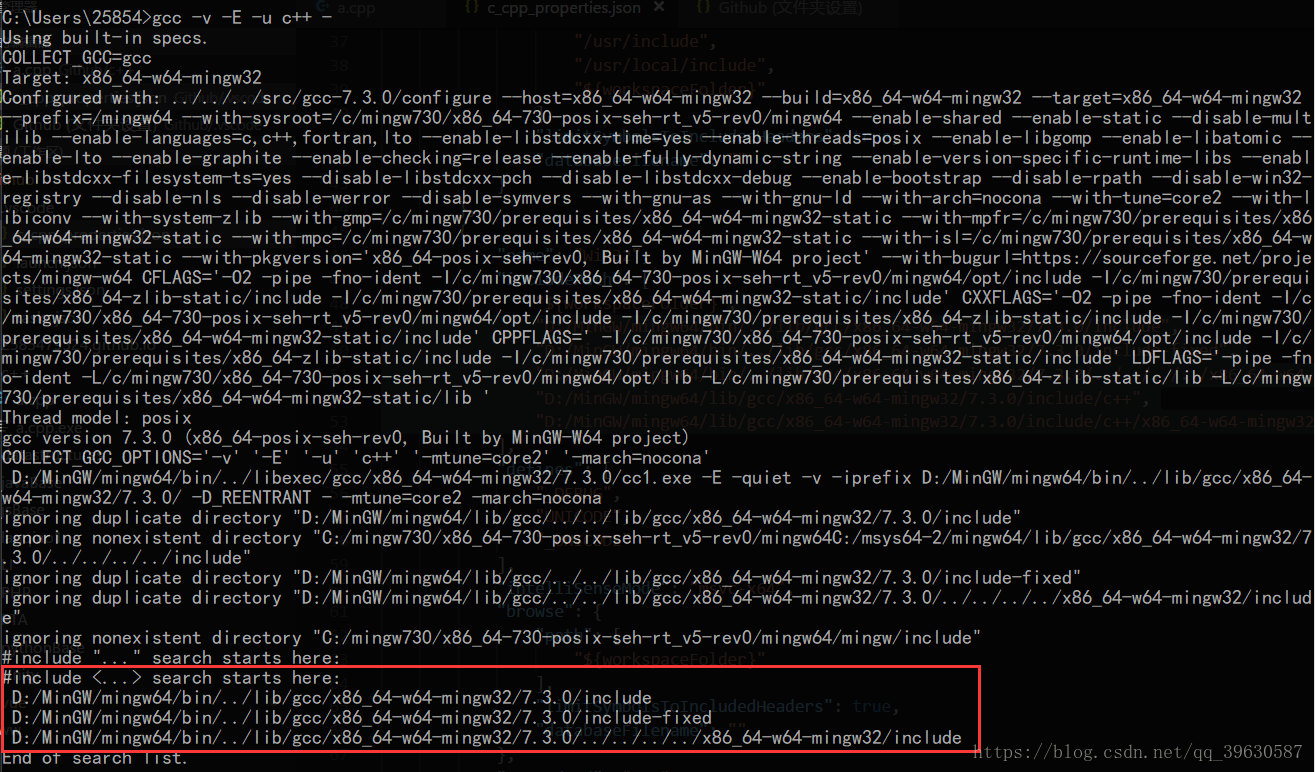 C:\Users\25854>gcc -v -E -u c++ -
Using built-in specs.
COLLECT_GCC=gcc
Target: x86_64-w64-mingw32
Configured with: ../../../src/gcc-7.3.0/configure --host=x86_64-w64-mingw32 --build=x86_64-w64-mingw32 --target=x86_64-w64-mingw32
--prefix=/mingw64 --with-sysroot=/c/mingw730/x86_64-730-posix-seh-rt_v5-rev0/mingw64 --enable-shared --enable-static --disable-mult
ilib --enable-languages=c,c++,fortran,lto --enable-libstdcxx-time=yes --enable-threads=posix --enable-libgomp --enable-libatomic --
enable-lto --enable-graphite --enable-checking=release --enable-fully-dynamic-string --enable-version-specific-runtime-libs --enabl
e-libstdcxx-filesystem-ts=yes --disable-libstdcxx-pch --disable-libstdcxx-debug --enable-bootstrap --disable-rpath --disable-win32-
registry --disable-nls --disable-werror --disable-symvers --with-gnu-as --with-gnu-ld --with-arch=nocona --with-tune=core2 --with-l
ibiconv --with-system-zlib --with-gmp=/c/mingw730/prerequisites/x86_64-w64-mingw32-static --with-mpfr=/c/mingw730/prerequisites/x86
_64-w64-mingw32-static --with-mpc=/c/mingw730/prerequisites/x86_64-w64-mingw32-static --with-isl=/c/mingw730/prerequisites/x86_64-w
64-mingw32-static --with-pkgversion='x86_64-posix-seh-rev0, Built by MinGW-W64 project' --with-bugurl=https://sourceforge.net/proje
cts/mingw-w64 CFLAGS='-O2 -pipe -fno-ident -I/c/mingw730/x86_64-730-posix-seh-rt_v5-rev0/mingw64/opt/include -I/c/mingw730/prerequi
sites/x86_64-zlib-static/include -I/c/mingw730/prerequisites/x86_64-w64-mingw32-static/include' CXXFLAGS='-O2 -pipe -fno-ident -I/c
/mingw730/x86_64-730-posix-seh-rt_v5-rev0/mingw64/opt/include -I/c/mingw730/prerequisites/x86_64-zlib-static/include -I/c/mingw730/
prerequisites/x86_64-w64-mingw32-static/include' CPPFLAGS=' -I/c/mingw730/x86_64-730-posix-seh-rt_v5-rev0/mingw64/opt/include -I/c/
mingw730/prerequisites/x86_64-zlib-static/include -I/c/mingw730/prerequisites/x86_64-w64-mingw32-static/include' LDFLAGS='-pipe -fn
o-ident -L/c/mingw730/x86_64-730-posix-seh-rt_v5-rev0/mingw64/opt/lib -L/c/mingw730/prerequisites/x86_64-zlib-static/lib -L/c/mingw
730/prerequisites/x86_64-w64-mingw32-static/lib '
Thread model: posix
gcc version 7.3.0 (x86_64-posix-seh-rev0, Built by MinGW-W64 project)
COLLECT_GCC_OPTIONS='-v' '-E' '-u' 'c++' '-mtune=core2' '-march=nocona'
D:/MinGW/mingw64/bin/../libexec/gcc/x86_64-w64-mingw32/7.3.0/cc1.exe -E -quiet -v -iprefix D:/MinGW/mingw64/bin/../lib/gcc/x86_64-
w64-mingw32/7.3.0/ -D_REENTRANT - -mtune=core2 -march=nocona
ignoring duplicate directory "D:/MinGW/mingw64/lib/gcc/../../lib/gcc/x86_64-w64-mingw32/7.3.0/include"
ignoring nonexistent directory "C:/mingw730/x86_64-730-posix-seh-rt_v5-rev0/mingw64C:/msys64-2/mingw64/lib/gcc/x86_64-w64-mingw32/7
.3.0/../../../../include"
ignoring duplicate directory "D:/MinGW/mingw64/lib/gcc/../../lib/gcc/x86_64-w64-mingw32/7.3.0/include-fixed"
ignoring duplicate directory "D:/MinGW/mingw64/lib/gcc/../../lib/gcc/x86_64-w64-mingw32/7.3.0/../../../../x86_64-w64-mingw32/includ
e"
ignoring nonexistent directory "C:/mingw730/x86_64-730-posix-seh-rt_v5-rev0/mingw64/mingw/include"
#include "..." search starts here:
#include <...> search starts here:
D:/MinGW/mingw64/bin/../lib/gcc/x86_64-w64-mingw32/7.3.0/include
D:/MinGW/mingw64/bin/../lib/gcc/x86_64-w64-mingw32/7.3.0/include-fixed
D:/MinGW/mingw64/bin/../lib/gcc/x86_64-w64-mingw32/7.3.0/../../../../x86_64-w64-mingw32/include
End of search list.
https://blog.csdn.net/qq_39630587